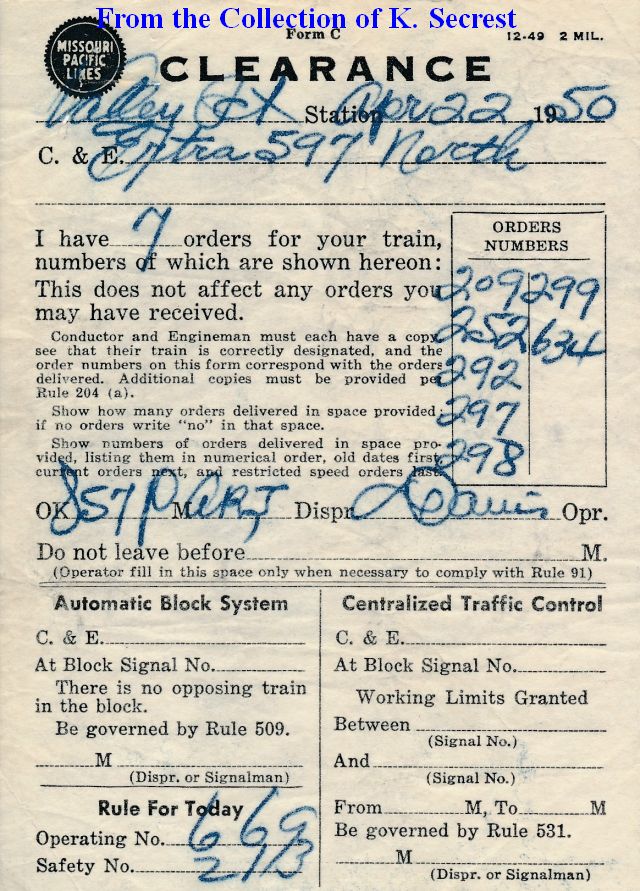 From the Collection of K. Secrest
MISSOURI PACIFIC LINES
Form C
12-49 2 MIL.
CLEARANCE
Valley Station Apr 22 1950
C. & E. Extra 597 North
I have 7 orders for your train,
numbers of which are shown hereon:
This does not affect any orders you
may have received.
Conductor and Engineman must each have a copy
see that their train is correctly designated, and the
order numbers on this form correspond with the orders
delivered. Additional copies must be provided per
Rule 204 (a).
Show how many orders delivered in space provided;
if no orders write "no" in that space.
Show numbers of orders delivered in space pro-
vided, listing them in numerical order, old dates first,
current orders next, and restricted speed orders last.
ORDERS
NUMBERS
209 299
252 634
292
297
298
OK 857 P M ARJ Dispr. Davis Opr.
Do not leave before M.
(Operator fill in this space only when necessary to comply with Rule 91)
Automatic Block System
C. & E.
At Block Signal No.
There is no opposing train
in the block.
Be governed by Rule 509.
M
(Dispr. or Signalman)
Rule For Today
Operating No. 669
Safety No. 213
Centralized Traffic Control
C. & E.
At Block Signal No.
Working Limits Granted
Between
(Signal No.)
And
(Signal No.)
From M, To M
Be governed by Rule 531.
M
(Dispr. or Signalman)